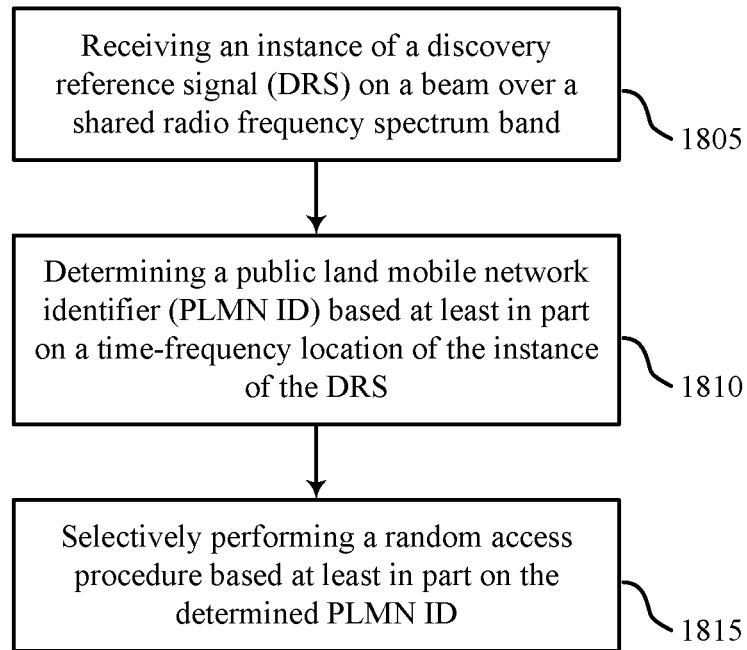 Receiving an instance of a discovery
reference signal (DRS) on a beam over a
shared radio frequency spectrum band
1805
Determining a public land mobile network
identifier (PLMN ID) based at least in part
on a time-frequency location of the instance
of the DRS
1810
Selectively performing a random access
procedure based at least in part on the
determined PLMN ID
1815